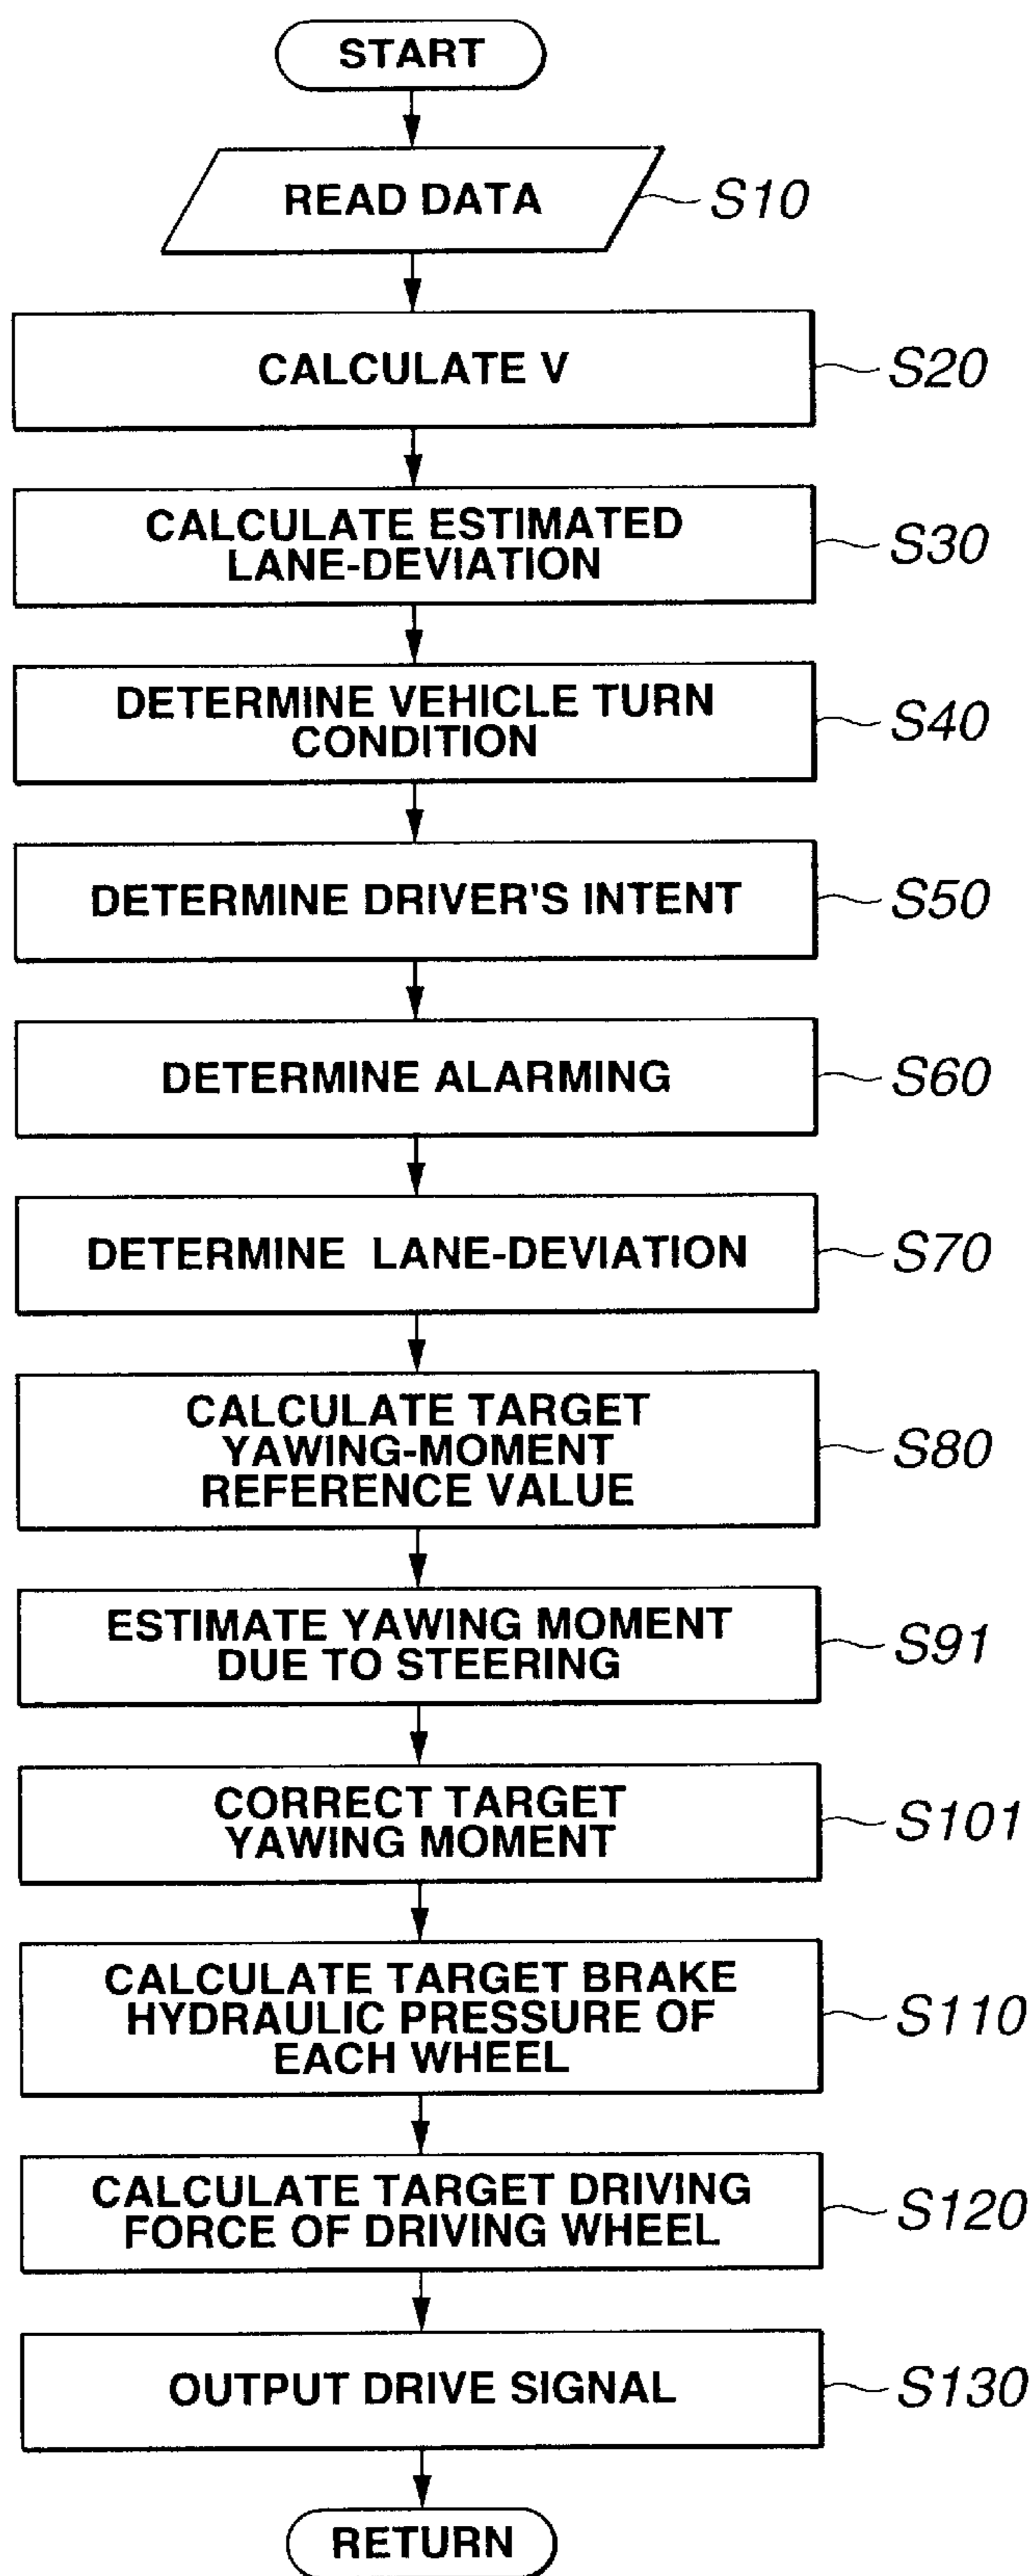 START
READ DATA
S10
CALCULATE V
S20
CALCULATE ESTIMATED
LANE-DEVIATION
S30
DETERMINE VEHICLE TURN
CONDITION
S40
DETERMINE DRIVER'S INTENT
S50
DETERMINE ALARMING
S60
DETERMINE LANE-DEVIATION
S70
CALCULATE TARGET
YAWING-MOMENT
REFERENCE VALUE
S80
ESTIMATE YAWING MOMENT
DUE TO STEERING
S91
CORRECT TARGET
YAWING MOMENT
S101
CALCULATE TARGET BRAKE
HYDRAULIC PRESSURE OF
EACH WHEEL
S110
CALCULATE TARGET DRIVING
FORCE OF DRIVING WHEEL
S120
OUTPUT DRIVE SIGNAL
S130
RETURN